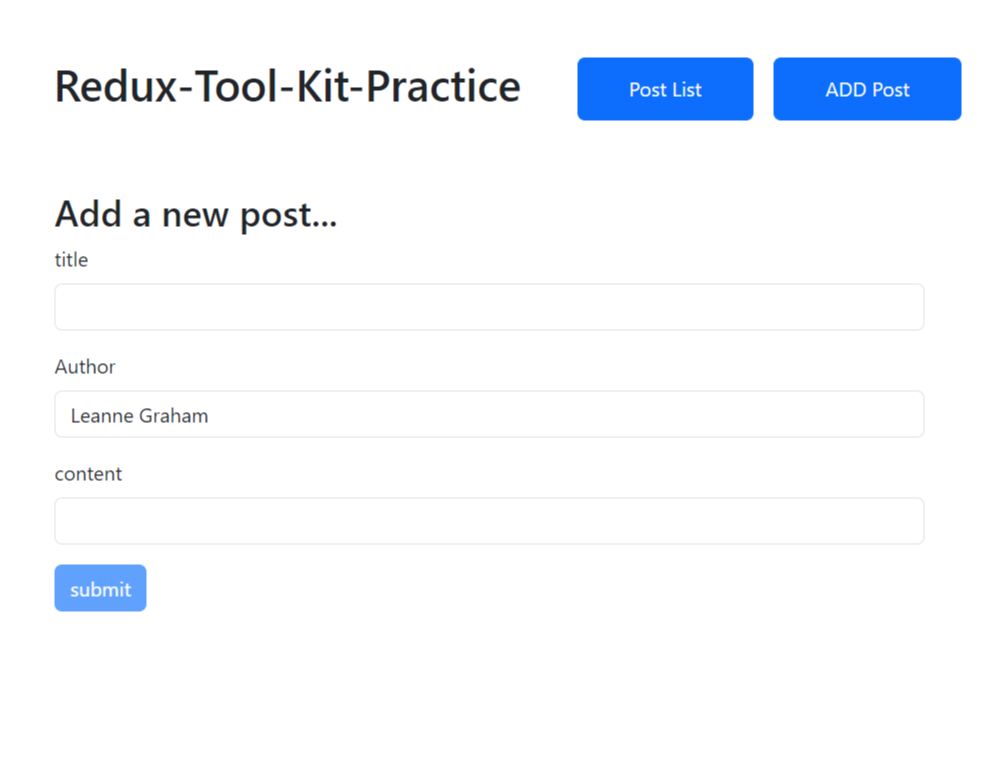 Redux-Tool-Kit-Practice
Post List
ADD Post
Add a new post...
title
Author
Leanne Graham
content
submit